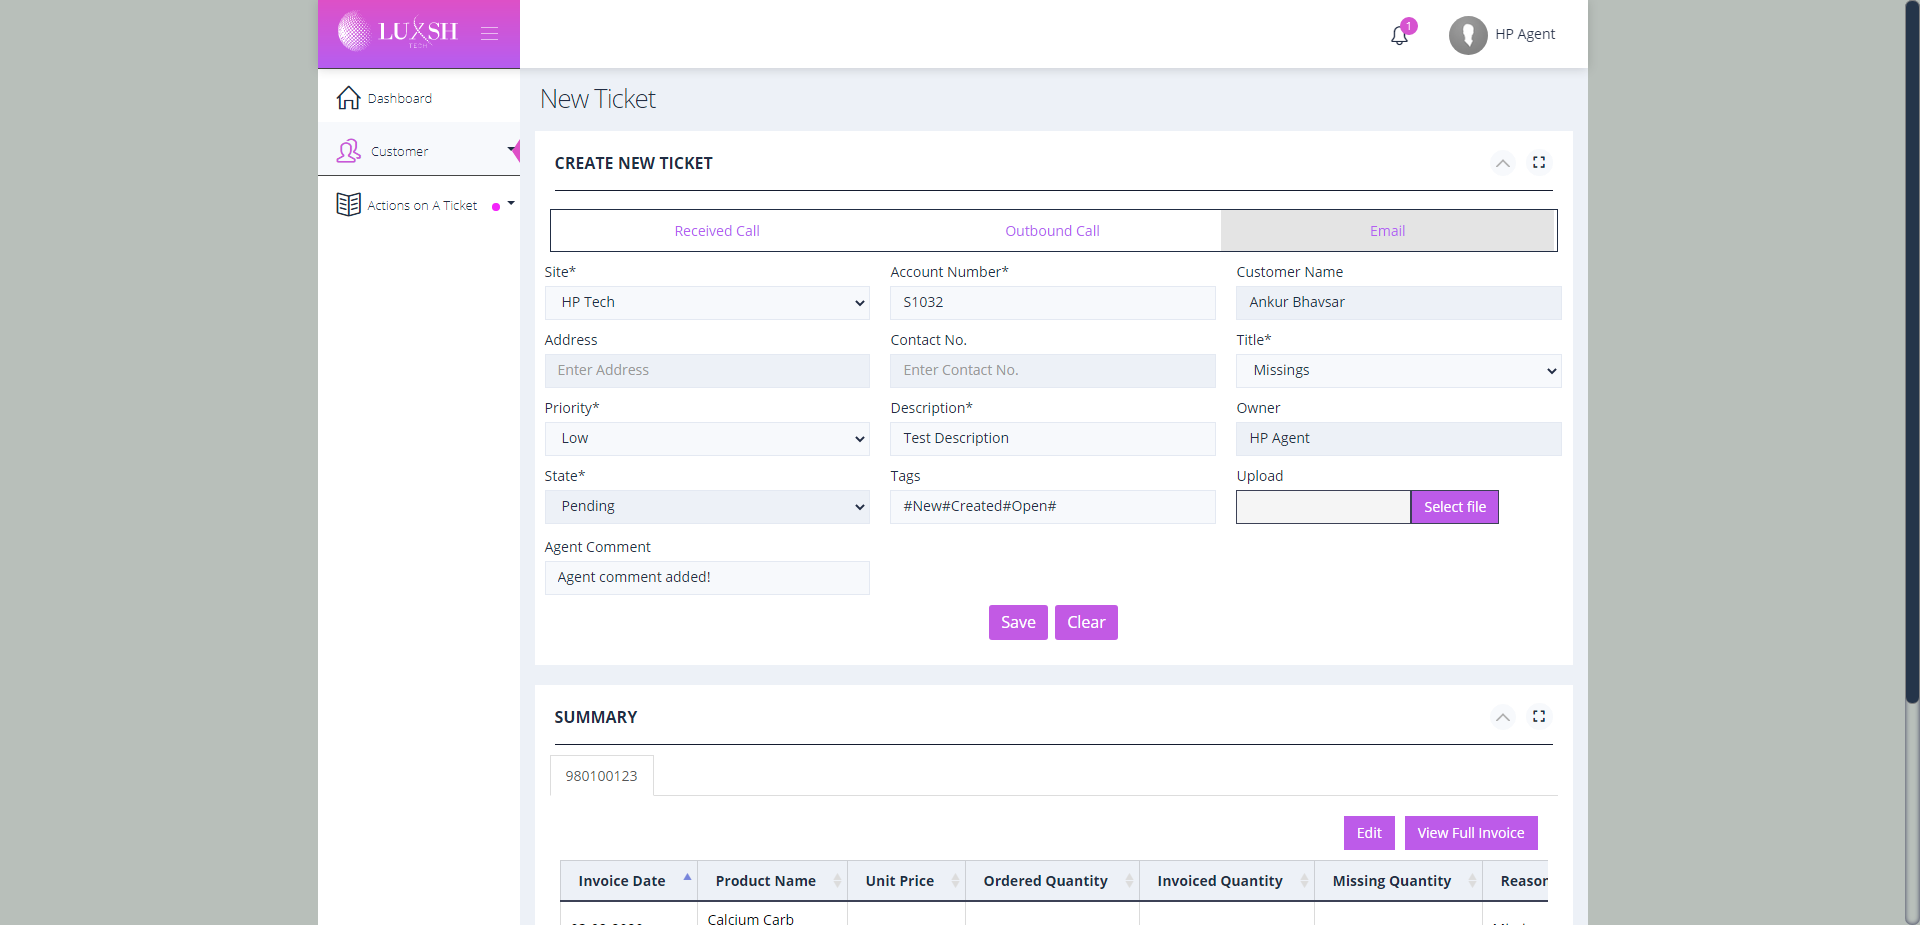 LUXSH
TECH
1
HP Agent
Dashboard
Customer
Actions on A Ticket
New Ticket
CREATE NEW TICKET
Received Call
Outbound Call
Email
Site*
Account Number*
Customer Name
HP Tech
S1032
Ankur Bhavsar
Address
Contact No.
Title*
Enter Address
Enter Contact No.
Missings
Priority*
Description*
Owner
Low
Test Description
HP Agent
State*
Tags
Upload
Pending
#New#Created#Open#
Select file
Agent Comment
Agent comment added!
Save
Clear
SUMMARY
980100123
Edit
View Full Invoice
Invoice Date
Product Name
Unit Price
Ordered Quantity
Invoiced Quantity
Missing Quantity
Reason
Calcium Carb